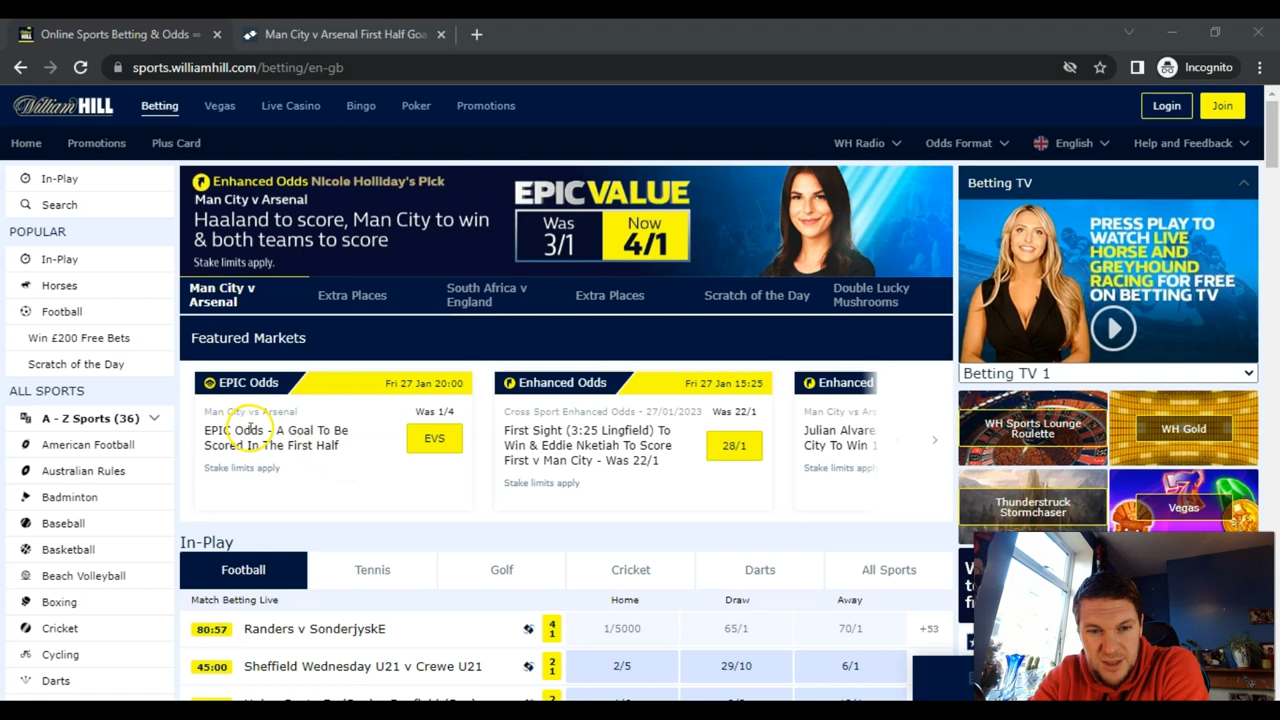 Online Sports Betting & Odds
Man City v Arsenal First Half Goa
sports.williamhill.com/betting/en-gb
Incognito
William HILL
Betting
Vegas
Live Casino
Bingo
Poker
Promotions
Login
Join
Home
Promotions
Plus Card
WH Radio
Odds Format
English
Help and Feedback
In-Play
Search
POPULAR
In-Play
Horses
Football
Win £200 Free Bets
Scratch of the Day
ALL SPORTS
A - Z Sports (36)
American Football
Australian Rules
Badminton
Baseball
Basketball
Beach Volleyball
Boxing
Cricket
Cycling
Darts
Enhanced Odds Nicole Holliday's Pick
Man City v Arsenal
Haaland to score, Man City to win
& both teams to score
Stake limits apply.
EPIC VALUE
Was
3/1
Now
4/1
Man City v
Arsenal
Extra Places
South Africa v
England
Extra Places
Scratch of the Day
Double Lucky
Mushrooms
Featured Markets
EPIC Odds
Fri 27 Jan 20:00
Man City vs Arsenal
Was 1/4
EPIC Odds - A Goal To Be
Scored In The First Half
EVS
Stake limits apply
Enhanced Odds
Fri 27 Jan 15:25
Cross Sport Enhanced Odds - 27/01/2023
Was 22/1
First Sight (3:25 Lingfield) To
Win & Eddie Nketiah To Score
First v Man City - Was 22/1
28/1
Stake limits apply
Enhanced
Man City vs Ar
Julian Alvare
City To Win 1
Stake limits appl
In-Play
Football
Tennis
Golf
Cricket
Darts
All Sports
Match Betting Live
Home
Draw
Away
80:57
Randers v SonderjyskE
4
1
1/5000
65/1
70/1
+53
45:00
Sheffield Wednesday U21 v Crewe U21
2
1
2/5
29/10
6/1
Betting TV
PRESS PLAY TO
WATCH LIVE
HORSE AND
GREYHOUND
RACING FOR FREE
ON BETTING TV
Betting TV 1
WH Sports Lounge
Roulette
WH Gold
Thunderstruck
Stormchaser
Vegas